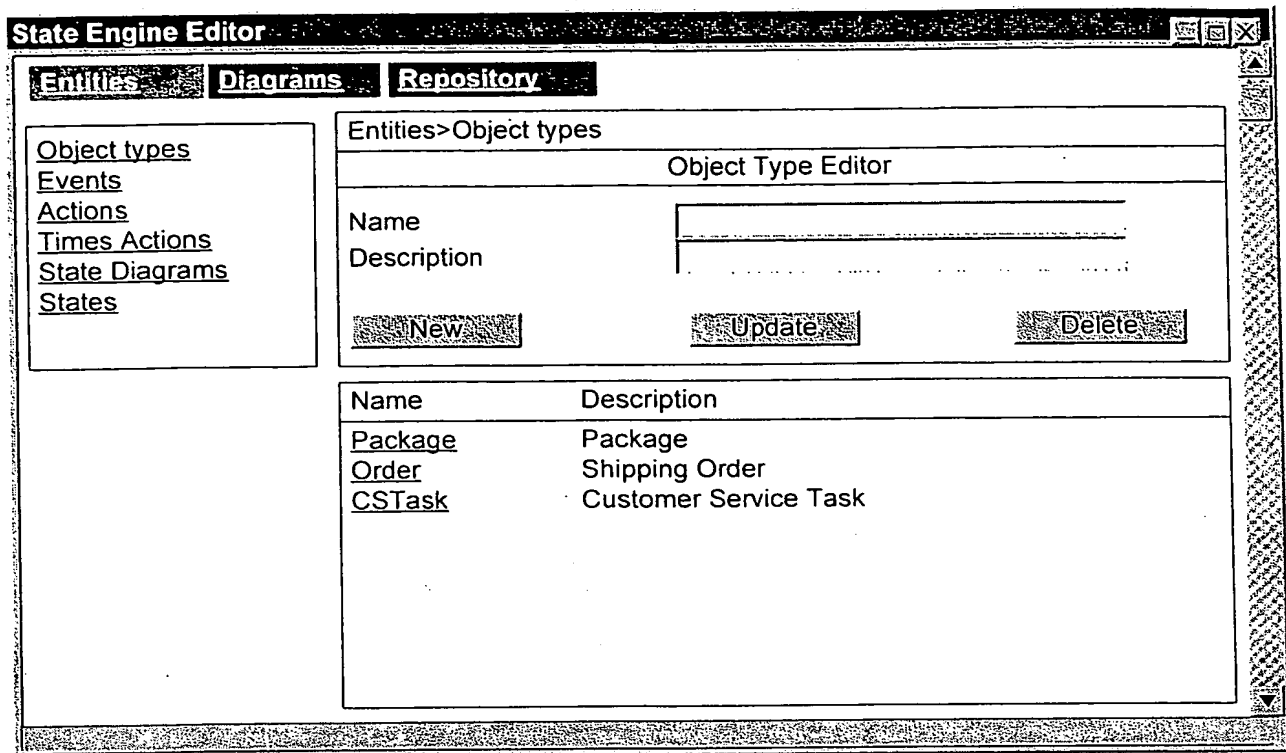 State Engine Editor
Entities Diagrams Repository
Object types
Events
Actions
Times Actions
State Diagrams
States
Entities>Object types
Object Type Editor
Name
Description
New Update Delete
Name Description
Package Package
Order Shipping Order
CSTask Customer Service Task